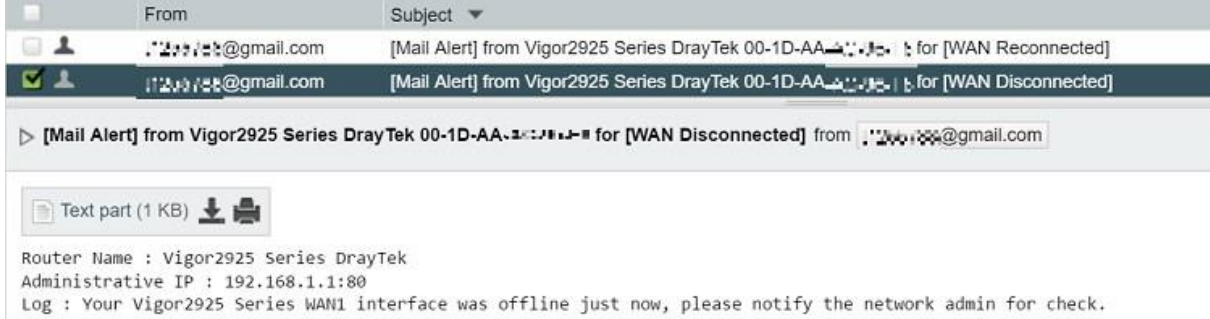 From Subject
@gmail.com [Mail Alert] from Vigor2925 Series DrayTek 00-1D-AA for [WAN Reconnected]
@gmail.com [Mail Alert] from Vigor2925 Series DrayTek 00-1D-AA for [WAN Disconnected]
[Mail Alert] from Vigor2925 Series DrayTek 00-1D-AA for [WAN Disconnected] from @gmail.com
Text part (1 KB)
Router Name : Vigor2925 Series DrayTek
Administrative IP : 192.168.1.1:80
Log : Your Vigor2925 Series WAN1 interface was offline just now, please notify the network admin for check.